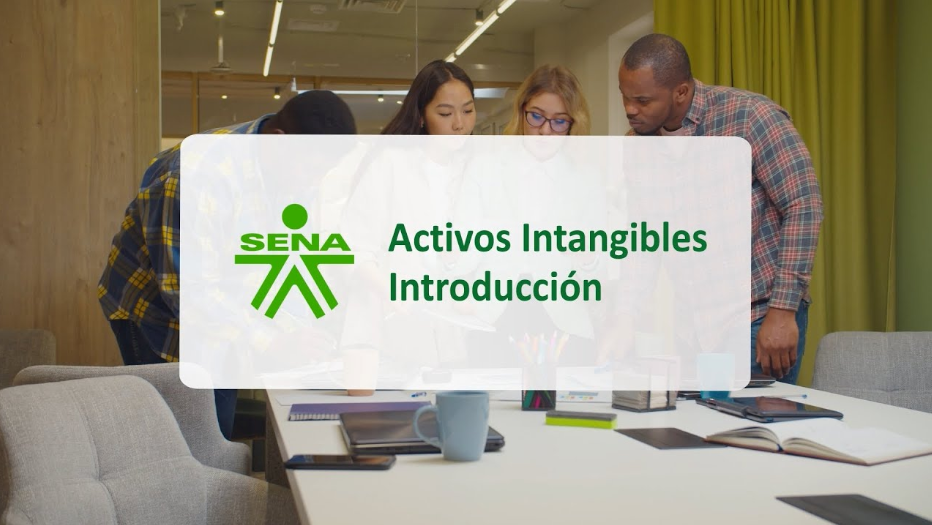 SENA
Activos Intangibles
Introducción